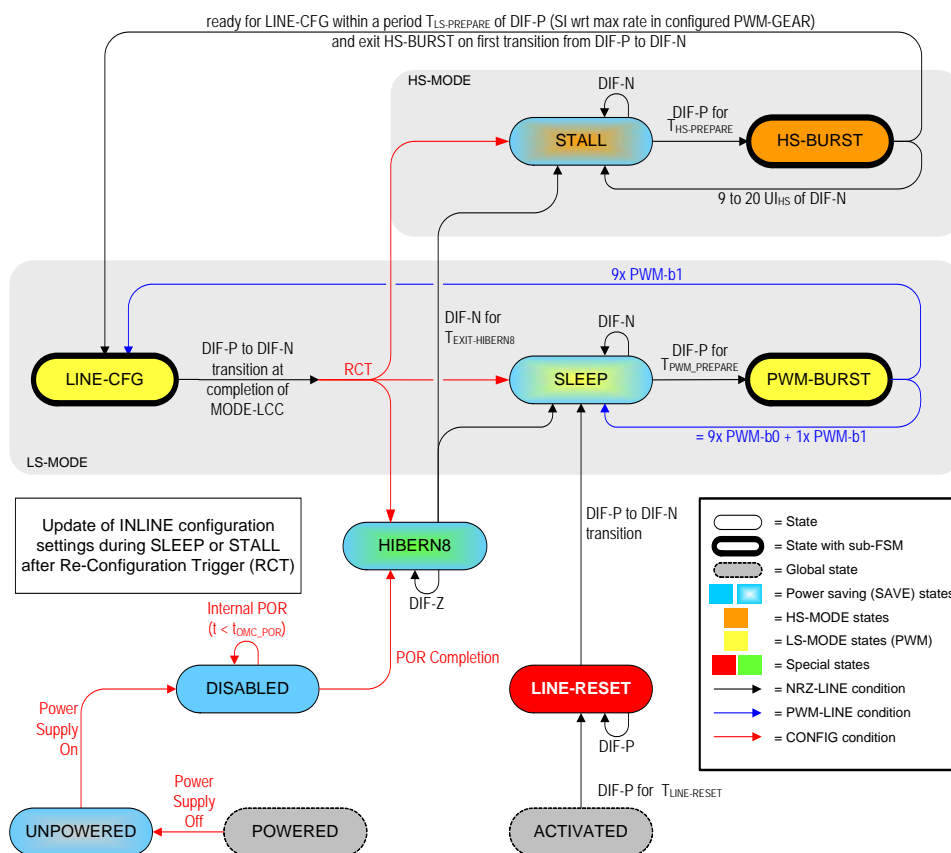 ready for LINE-CFG within a period TLS-PREPARE of DIF-P (SI wrt max rate in configured PWM-GEAR)
and exit HS-BURST on first transition from DIF-P to DIF-N
HS-MODE
DIF-N
STALL
DIF-P for
THS-PREPARE
HS-BURST
9 to 20 UIHS of DIF-N
9x PWM-b1
LINE-CFG
DIF-P to DIF-N
transition at
completion of
MODE-LCC
RCT
DIF-N for
TEXIT-HIBERN8
DIF-N
SLEEP
DIF-P for
TPWM_PREPARE
PWM-BURST
= 9x PWM-b0 + 1x PWM-b1
LS-MODE
Update of INLINE configuration
settings during SLEEP or STALL
after Re-Configuration Trigger (RCT)
HIBERN8
DIF-Z
DIF-P to DIF-N
transition
Internal POR
(t < tOMC_POR)
DISABLED
POR Completion
LINE-RESET
DIF-P
Power
Supply
On
Power
Supply
Off
UNPOWERED
POWERED
DIF-P for TLINE-RESET
ACTIVATED
= State
= State with sub-FSM
= Global state
= Power saving (SAVE) states
= HS-MODE states
= LS-MODE states (PWM)
= Special states
= NRZ-LINE condition
= PWM-LINE condition
= CONFIG condition